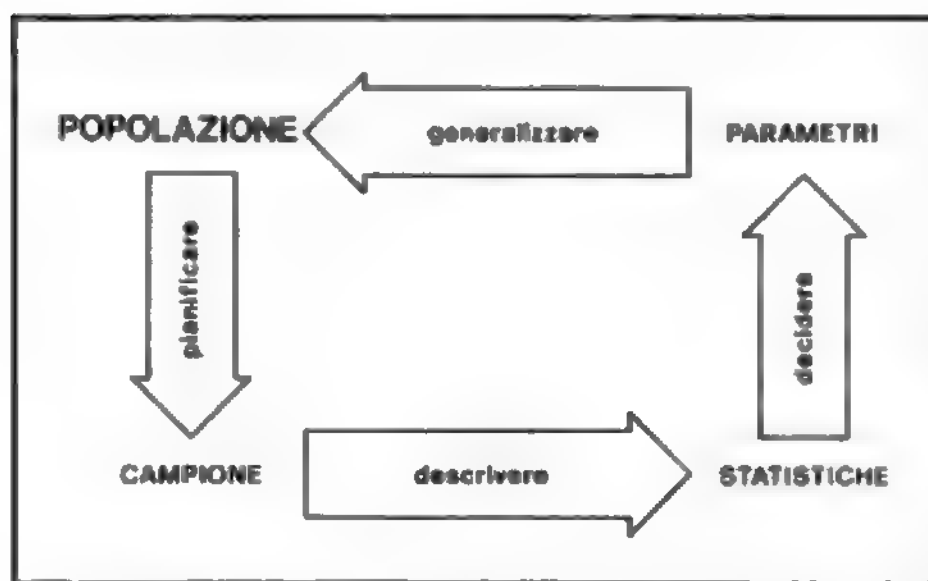 POPOLAZIONE
generalizzare
PARAMETRI
pianificare
decidere
CAMPIONE
descrivere
STATISTICHE